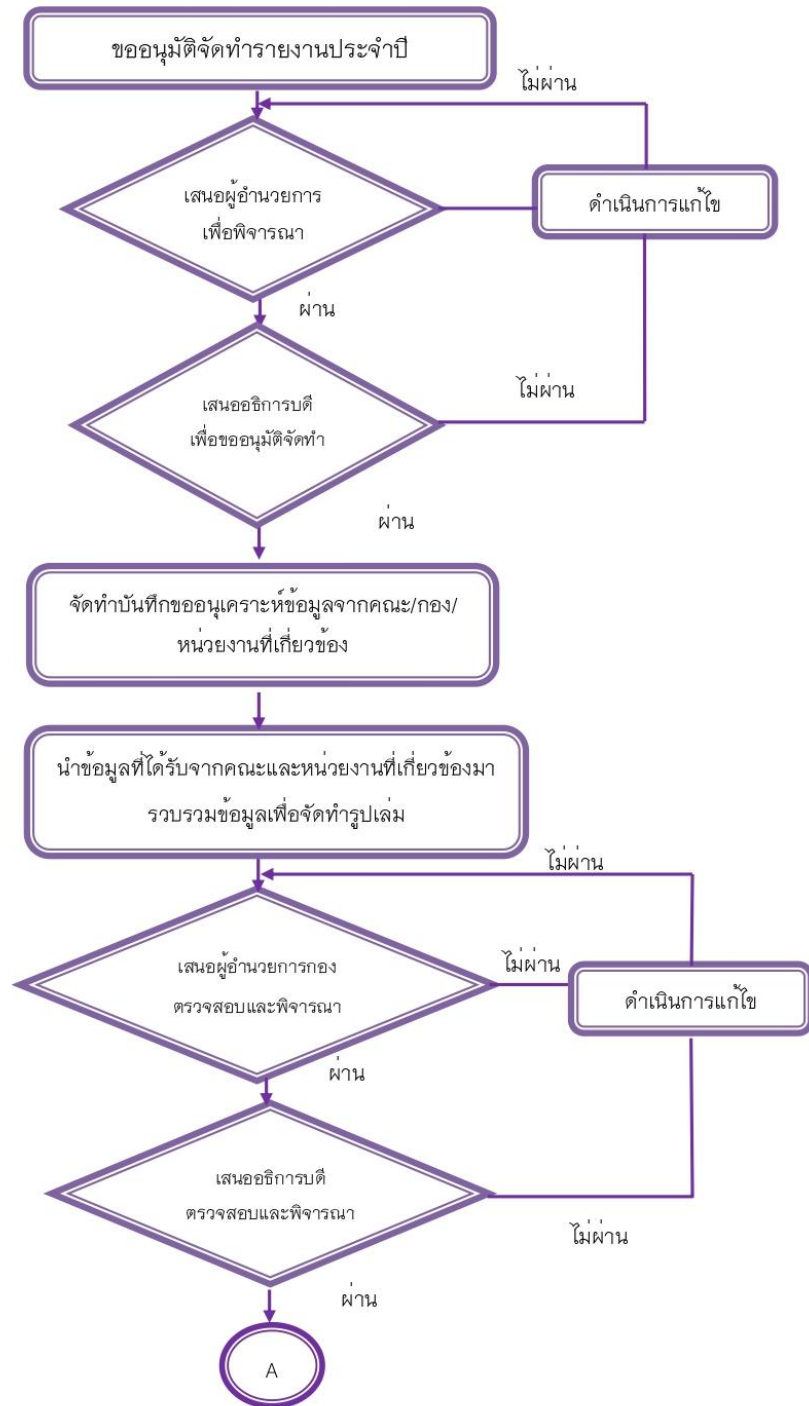 ขออนุมัติจัดทำรายงานประจำปี
ไม่ผ่าน
เสนอผู้อำนวยการ
เพื่อพิจารณา
ดำเนินการแก้ไข
ผ่าน
เสนออธิการบดี
เพื่อขออนุมัติจัดทำ
ไม่ผ่าน
ผ่าน
จัดทำบันทึกขออนุเคราะห์ข้อมูลจากคณะ/กอง/
หน่วยงานที่เกี่ยวข้อง
นำข้อมูลที่ได้รับจากคณะและหน่วยงานที่เกี่ยวข้องมา
รวบรวมข้อมูลเพื่อจัดทำรูปเล่ม
ไม่ผ่าน
เสนอผู้อำนวยการกอง
ตรวจสอบและพิจารณา
ไม่ผ่าน
ดำเนินการแก้ไข
ผ่าน
เสนออธิการบดี
ตรวจสอบและพิจารณา
ไม่ผ่าน
ผ่าน
A